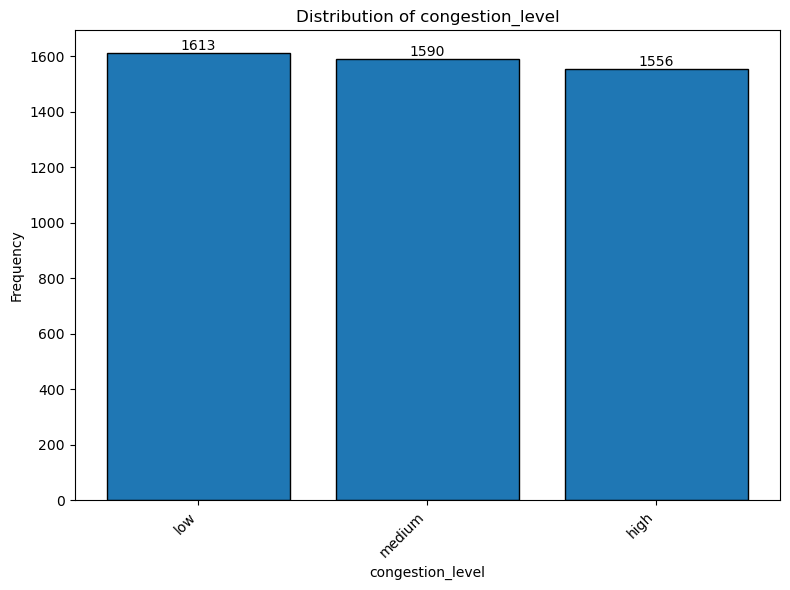 Distribution of congestion_level
1613
1590
1556
1600
1400
1200
1000
800
600
400
200
0
Frequency
low
medium
high
congestion_level